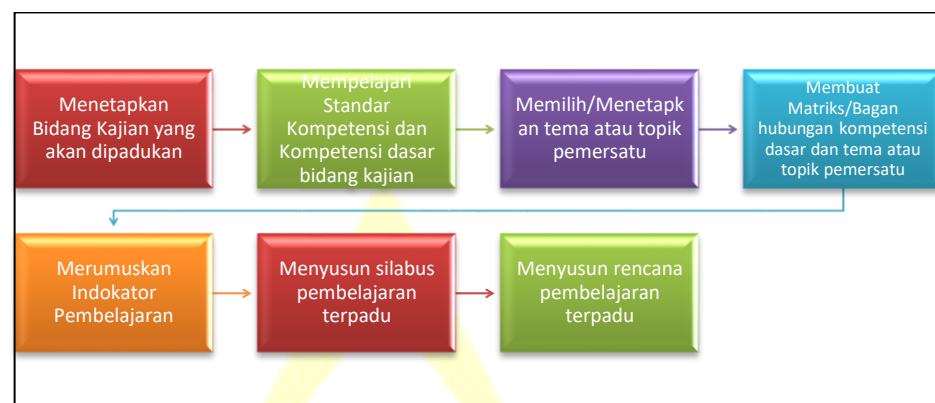 Menetapkan
Bidang Kajian yang
akan dipadukan
Mempelajari
Standar
Kompetensi dan
Kompetensi dasar
bidang kajian
Memilih/Menetapk
an tema atau topik
pemersatu
Membuat
Matriks/Bagan
hubungan kompetensi
dasar dan tema atau
topik pemersatu
Merumuskan
Indokator
Pembelajaran
Menyusun silabus
pembelajaran
terpadu
Menyusun rencana
pembelajaran
terpadu